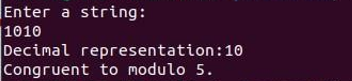 Enter a string:
1010
Decimal representation:10
Congruent to modulo 5.